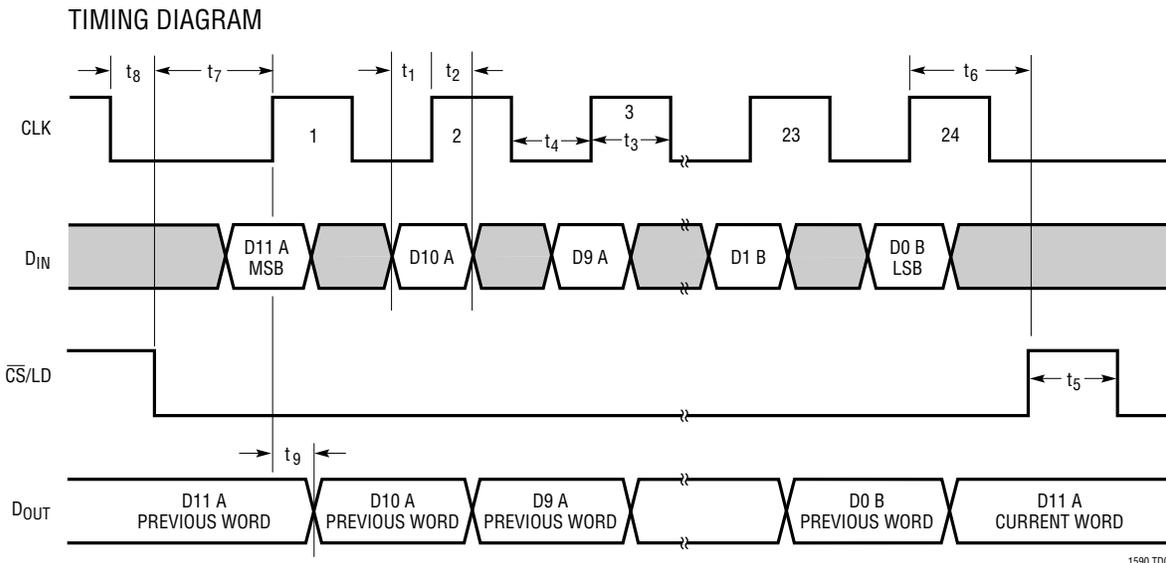 TIMING DIAGRAM
t8
t7
t1
t2
t6
CLK
1
2
t4
3
t3
23
24
DIN
D11 A
MSB
D10 A
D9 A
D1 B
D0 B
LSB
CS/LD
t5
t9
DOUT
D11 A
PREVIOUS WORD
D10 A
PREVIOUS WORD
D9 A
PREVIOUS WORD
D0 B
PREVIOUS WORD
D11 A
CURRENT WORD